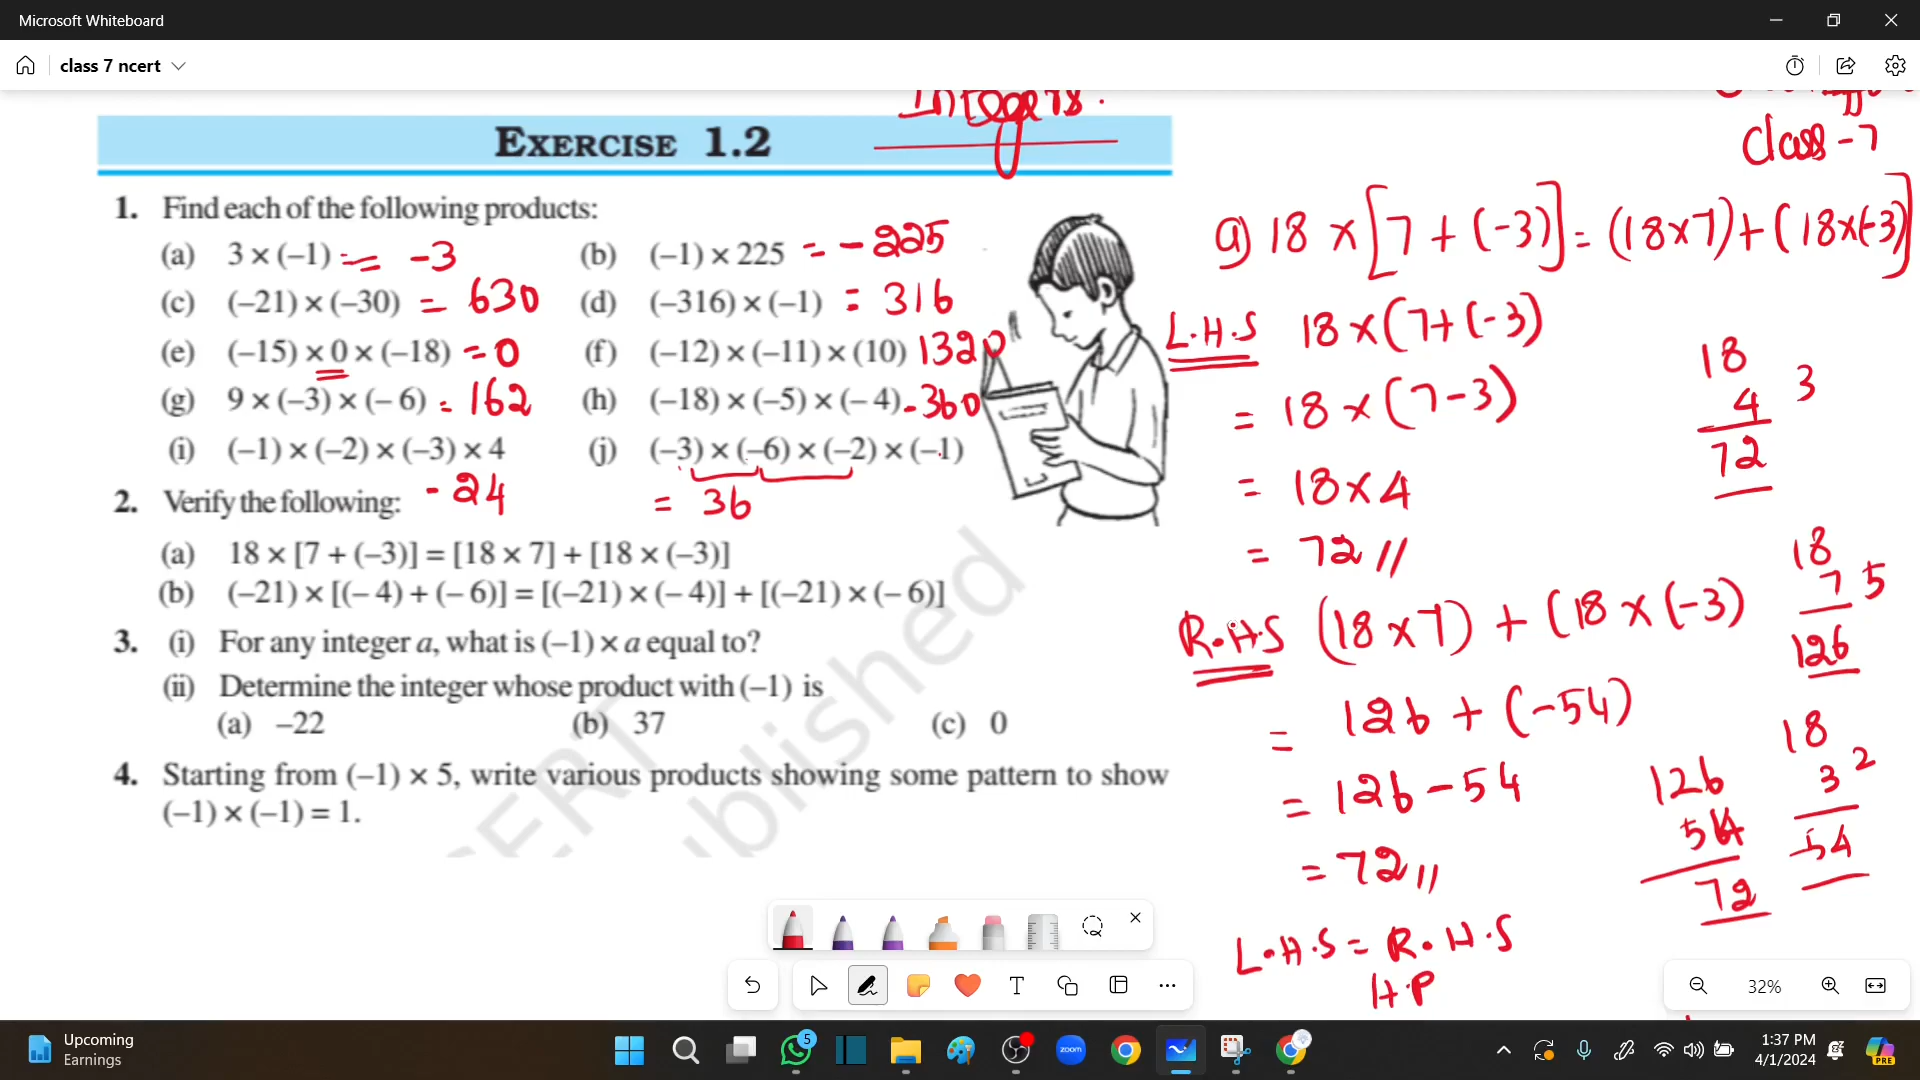 Microsoft Whiteboard
class 7 ncert
Integers.
Class-7
EXERCISE 1.2
1. Find each of the following products:
(a) 3 × (–1) = -3 (b) (–1) × 225 = -225
(c) (–21) × (–30) = 630 (d) (–316) × (–1) = 316
(e) (–15) × 0 × (–18) = 0 (f) (–12) × (–11) × (10) 1320
(g) 9 × (–3) × (– 6) = 162 (h) (–18) × (–5) × (– 4) -360
(i) (–1) × (–2) × (–3) × 4 (j) (–3) × (–6) × (–2) × (–1)
-24 = 36
2. Verify the following:
(a) 18 × [7 + (–3)] = [18 × 7] + [18 × (–3)]
(b) (–21) × [(– 4) + (– 6)] = [(–21) × (– 4)] + [(–21) × (– 6)]
3. (i) For any integer a, what is (–1) × a equal to?
(ii) Determine the integer whose product with (–1) is
(a) –22 (b) 37 (c) 0
4. Starting from (–1) × 5, write various products showing some pattern to show
(–1) × (–1) = 1.
a) 18 × [7 + (-3)] = (18×7) + (18×(-3)]
L.H.S 18 × (7+(-3)
= 18 × (7-3)
= 18 × 4
= 72 //
18
4 3
72
R.H.S (18 × 7) + (18 × (-3)
= 126 + (-54)
= 126 - 54
= 72 //
18
7 5
126
18
3 2
54
126
54
72
L.H.S = R.H.S
H.P
ERT
ublished
32%
Upcoming
Earnings
5
zoom
1:37 PM
4/1/2024
PRE